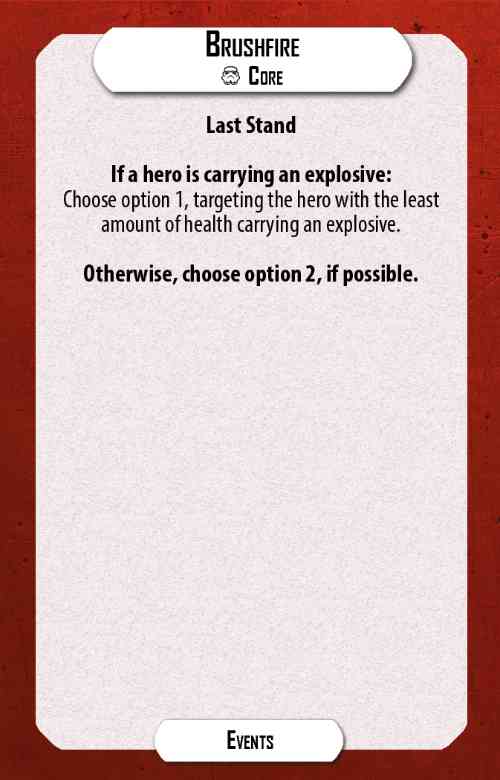 Brushfire
Core
Last Stand
If a hero is carrying an explosive:
Choose option 1, targeting the hero with the least
amount of health carrying an explosive.
Otherwise, choose option 2, if possible.
Events